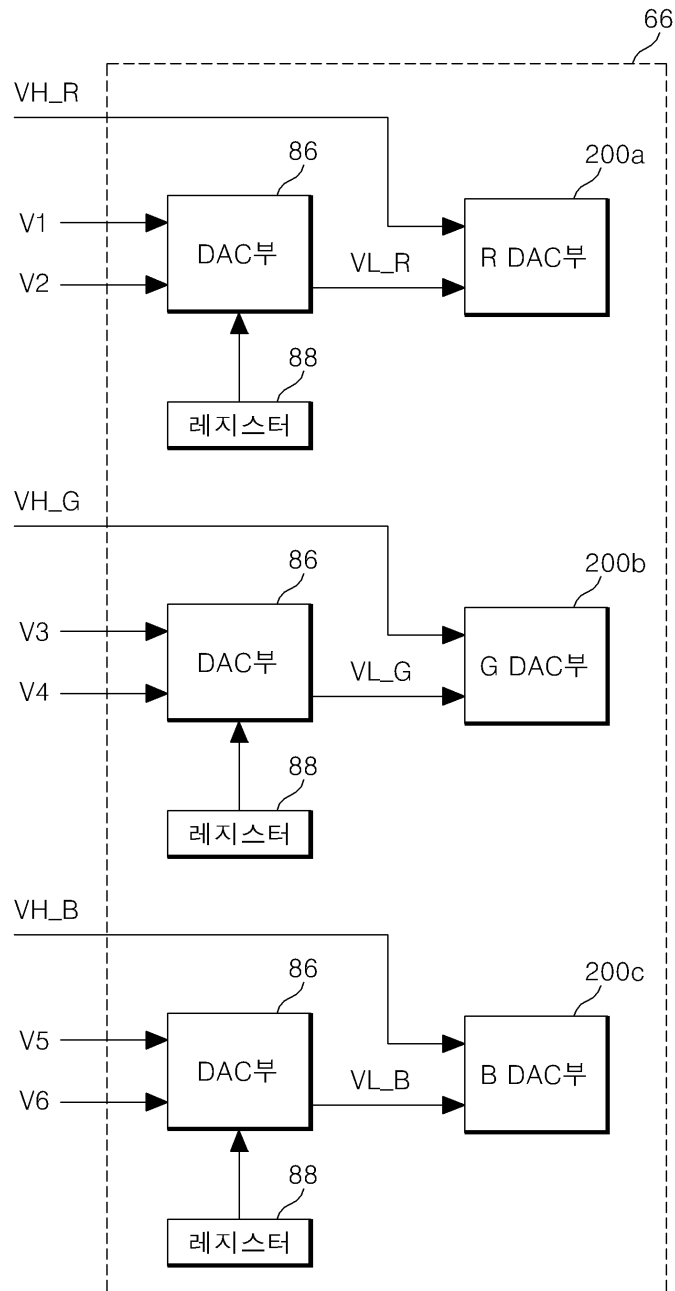 66
VH_R
86
200a
V1
DAC부
R DAC부
V2
VL_R
88
레지스터
VH_G
86
200b
V3
DAC부
G DAC부
V4
VL_G
88
레지스터
VH_B
86
200c
V5
DAC부
B DAC부
V6
VL_B
88
레지스터